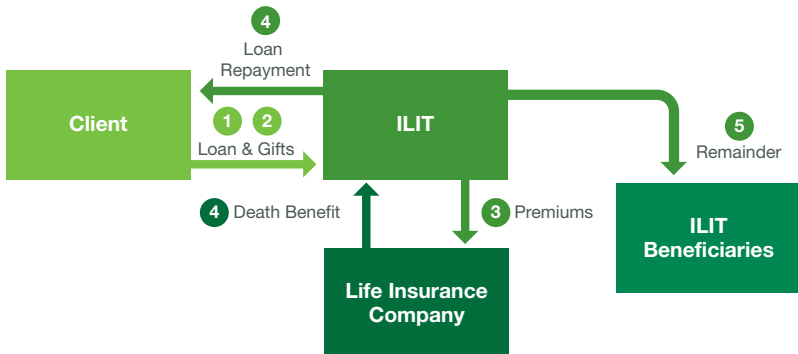 4
Loan
Repayment
Client
ILIT
1 2
Loan & Gifts
5
Remainder
4 Death Benefit
3 Premiums
ILIT
Beneficiaries
Life Insurance
Company